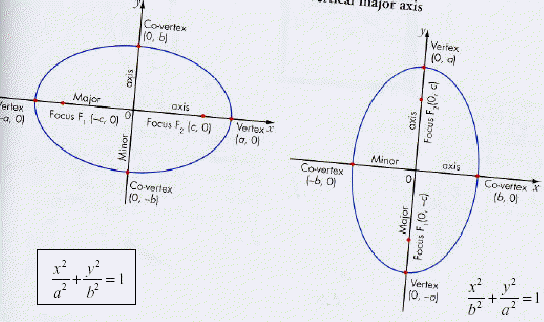 y
Co-vertex
(0, b)
axis
Major
axis
0
Vertex
-a, 0)
Focus F₁ (-c, 0)
Focus F₂ (c, 0)
Vertex x
(a, 0)
Minor
Co-vertex
(0, -b)
x²/a² + y²/b² = 1
vertical major axis
y
Vertex
(0, a)
axis
Focus F₂(0, c)
Minor
axis
0
Co-vertex
(-b, 0)
Co-vertex x
(b, 0)
Major
Focus F₁(0, -c)
Vertex
(0, -a)
x²/b² + y²/a² = 1